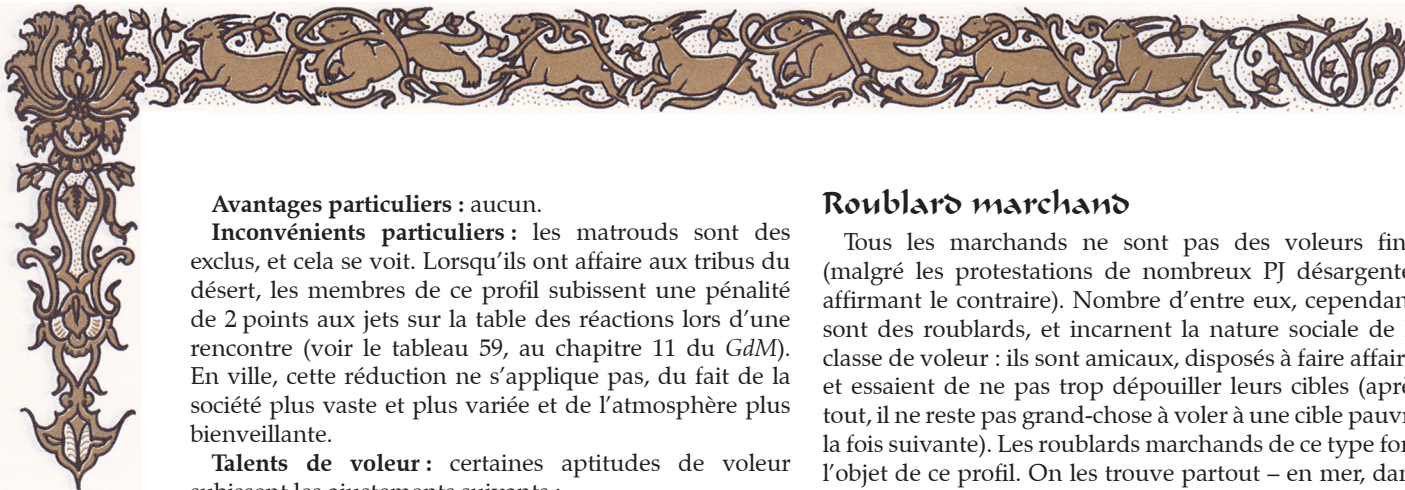 Avantages particuliers : aucun.
Inconvénients particuliers : les matrouds sont des
exclus, et cela se voit. Lorsqu'ils ont affaire aux tribus du
désert, les membres de ce profil subissent une pénalité
de 2 points aux jets sur la table des réactions lors d'une
rencontre (voir le tableau 59, au chapitre 11 du GdM).
En ville, cette réduction ne s'applique pas, du fait de la
société plus vaste et plus variée et de l'atmosphère plus
bienveillante.
Talents de voleur : certaines aptitudes de voleur
subissent les ajustements suivants :
Roublard marchand
Tous les marchands ne sont pas des voleurs
(malgré les protestations de nombreux PJ
affirmant le contraire). Nombre d'entre eux,
sont des roublards, et incarnent la nature sociale de
classe de voleur : ils sont amicaux, disposés à faire
et essaient de ne pas trop dépouiller leurs cibles
tout, il ne reste pas grand-chose à voler à une cible
la fois suivante). Les roublards marchands de ce type
l'objet de ce profil. On les trouve partout – en mer,